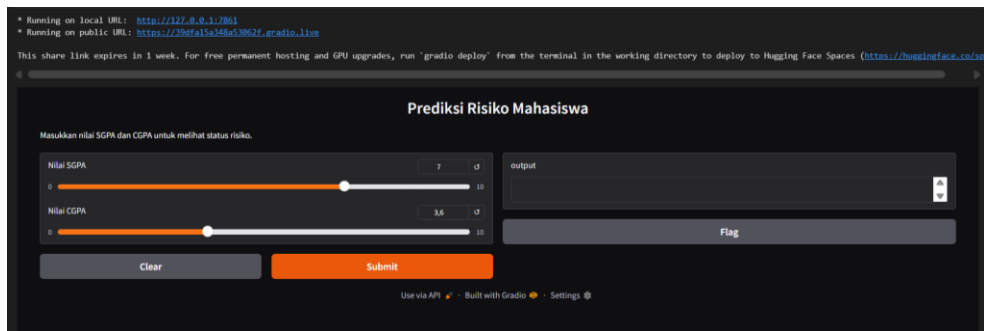 * Running on local URL: http://127.0.0.1:7861
* Running on public URL: https://39dfa15a348a53062f.gradio.live
This share link expires in 1 week. For free permanent hosting and GPU upgrades, run `gradio deploy` from the terminal in the working directory to deploy to Hugging Face Spaces (https://huggingface.co/sp
Prediksi Risiko Mahasiswa
Masukkan nilai SGPA dan CGPA untuk melihat status risiko.
Nilai SGPA
7
↺
0
10
Nilai CGPA
3,6
↺
0
10
Clear
Submit
output
Flag
Use via API · Built with Gradio · Settings